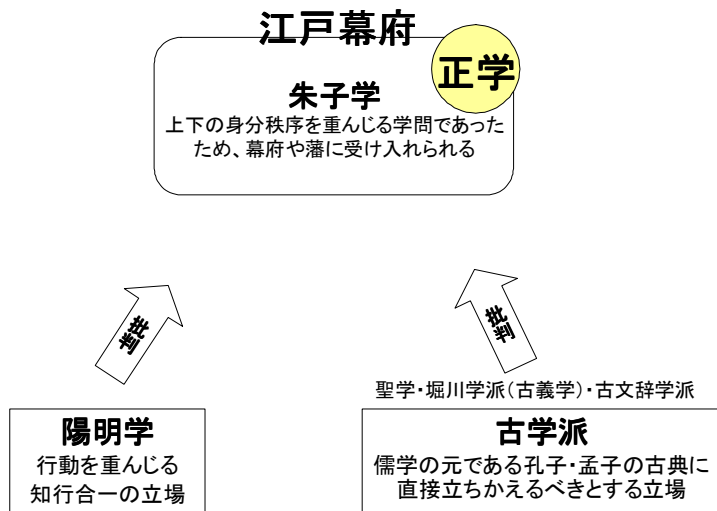 江戸幕府
正学
朱子学
上下の身分秩序を重んじる学問であった
ため、幕府や藩に受け入れられる
批判
批判
聖学・堀川学派(古義学)・古文辞学派
陽明学
行動を重んじる
知行合一の立場
古学派
儒学の元である孔子・孟子の古典に
直接立ちかえるべきとする立場